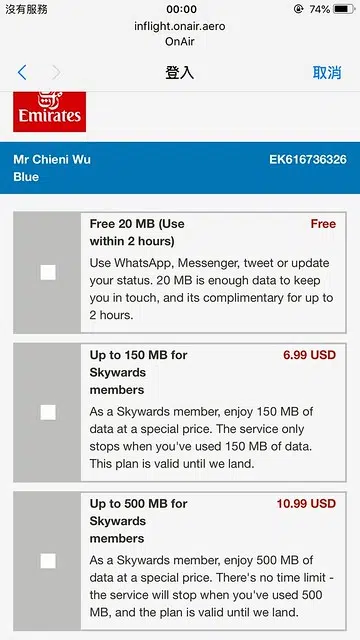 沒有服務 00:00 74%
inflight.onair.aero
OnAir
登入 取消
Emirates
Mr Chieni Wu EK616736326
Blue
Free 20 MB (Use Free
within 2 hours)
Use WhatsApp, Messenger, tweet or update
your status. 20 MB is enough data to keep
you in touch, and its complimentary for up to
2 hours.
Up to 150 MB for 6.99 USD
Skywards
members
As a Skywards member, enjoy 150 MB of
data at a special price. The service only
stops when you've used 150 MB of data.
This plan is valid until we land.
Up to 500 MB for 10.99 USD
Skywards
members
As a Skywards member, enjoy 500 MB of
data at a special price. There's no time limit -
the service will stop when you've used 500
MB, and the plan is valid until we land.